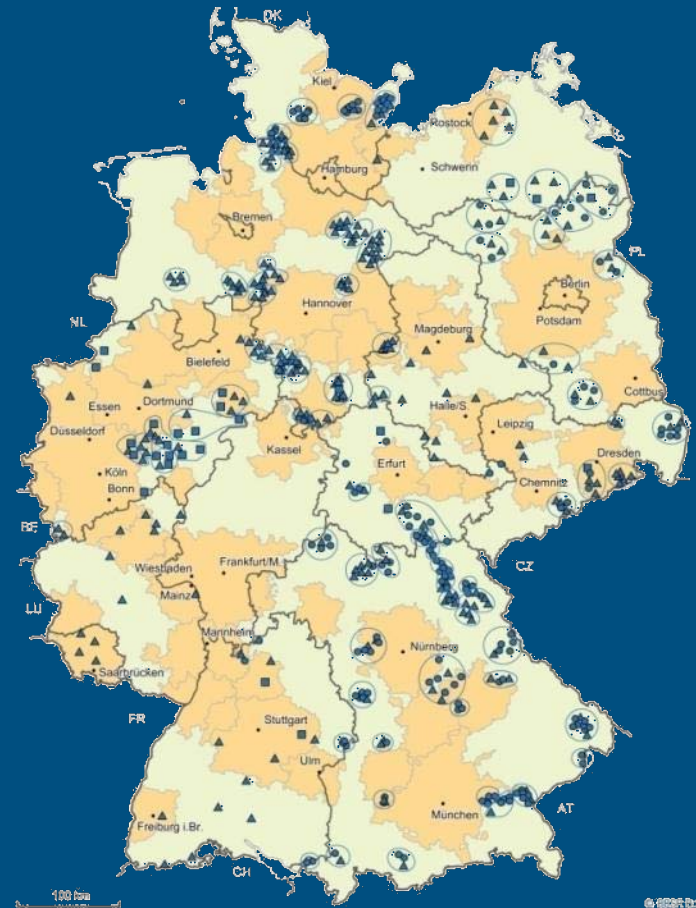 DK
Kiel
Rostock
Schwerin
Hamburg
Bremen
PL
Berlin
Hannover
Potsdam
NL
Magdeburg
Bielefeld
Cottbus
Essen
Dortmund
Halle/S.
Düsseldorf
Leipzig
Kassel
Dresden
Köln
Erfurt
Chemnitz
Bonn
BE
Frankfurt/M.
CZ
Wiesbaden
Mainz
LU
Mannheim
Nürnberg
Saarbrücken
FR
Stuttgart
Ulm
AT
München
Freiburg i.Br.
CH
100 km